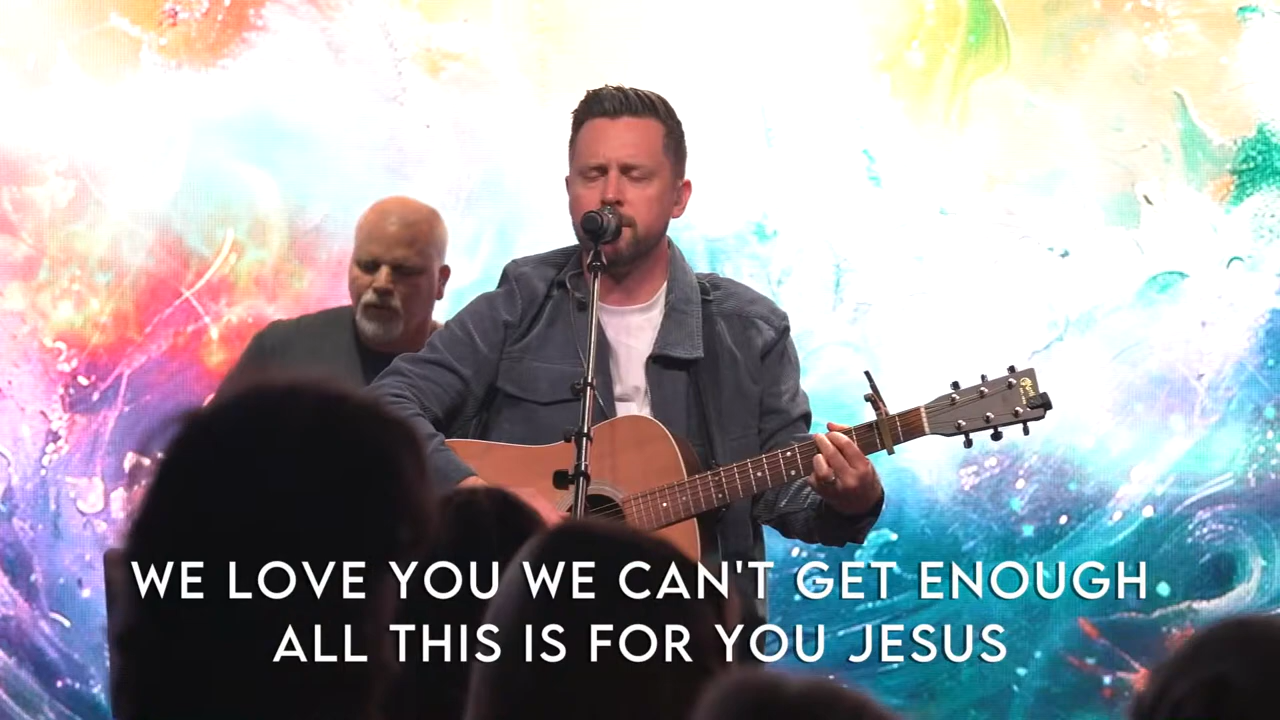 WE LOVE YOU WE CAN'T GET ENOUGH
ALL THIS IS FOR YOU JESUS